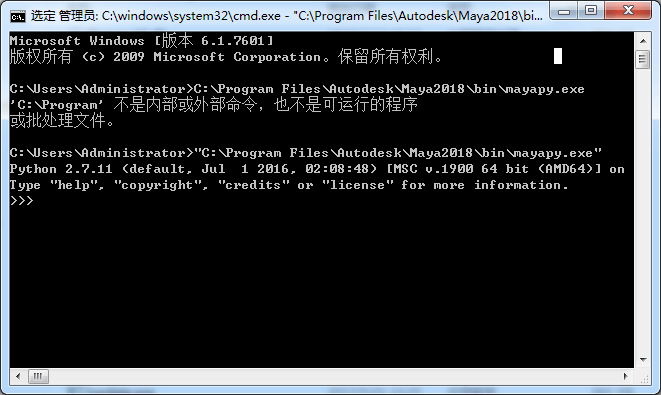 选定 管理员: C:\windows\system32\cmd.exe - "C:\Program Files\Autodesk\Maya2018\bi...
Microsoft Windows [版本 6.1.7601]
版权所有 (c) 2009 Microsoft Corporation。保留所有权利。
C:\Users\Administrator>C:\Program Files\Autodesk\Maya2018\bin\mayapy.exe
'C:\Program' 不是内部或外部命令，也不是可运行的程序
或批处理文件。
C:\Users\Administrator>"C:\Program Files\Autodesk\Maya2018\bin\mayapy.exe"
Python 2.7.11 (default, Jul  1 2016, 02:08:48) [MSC v.1900 64 bit (AMD64)] on
Type "help", "copyright", "credits" or "license" for more information.
>>>